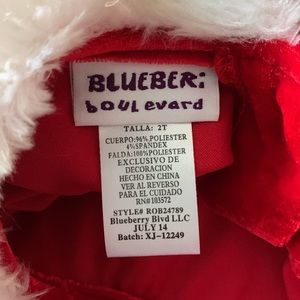 BLUEBERi
boulevard
TALLA: 2T
CUERPO:96% POLIESTER
4%SPANDEX
FALDA:100%POLIESTER
EXCLUSIVO DE
DECORACION
HECHO EN CHINA
VER AL REVERSO
PARA EL CUIDADO
RN#103572
STYLE# ROB24789
Blueberry Blvd LLC
JULY 14
Batch: XJ-12249